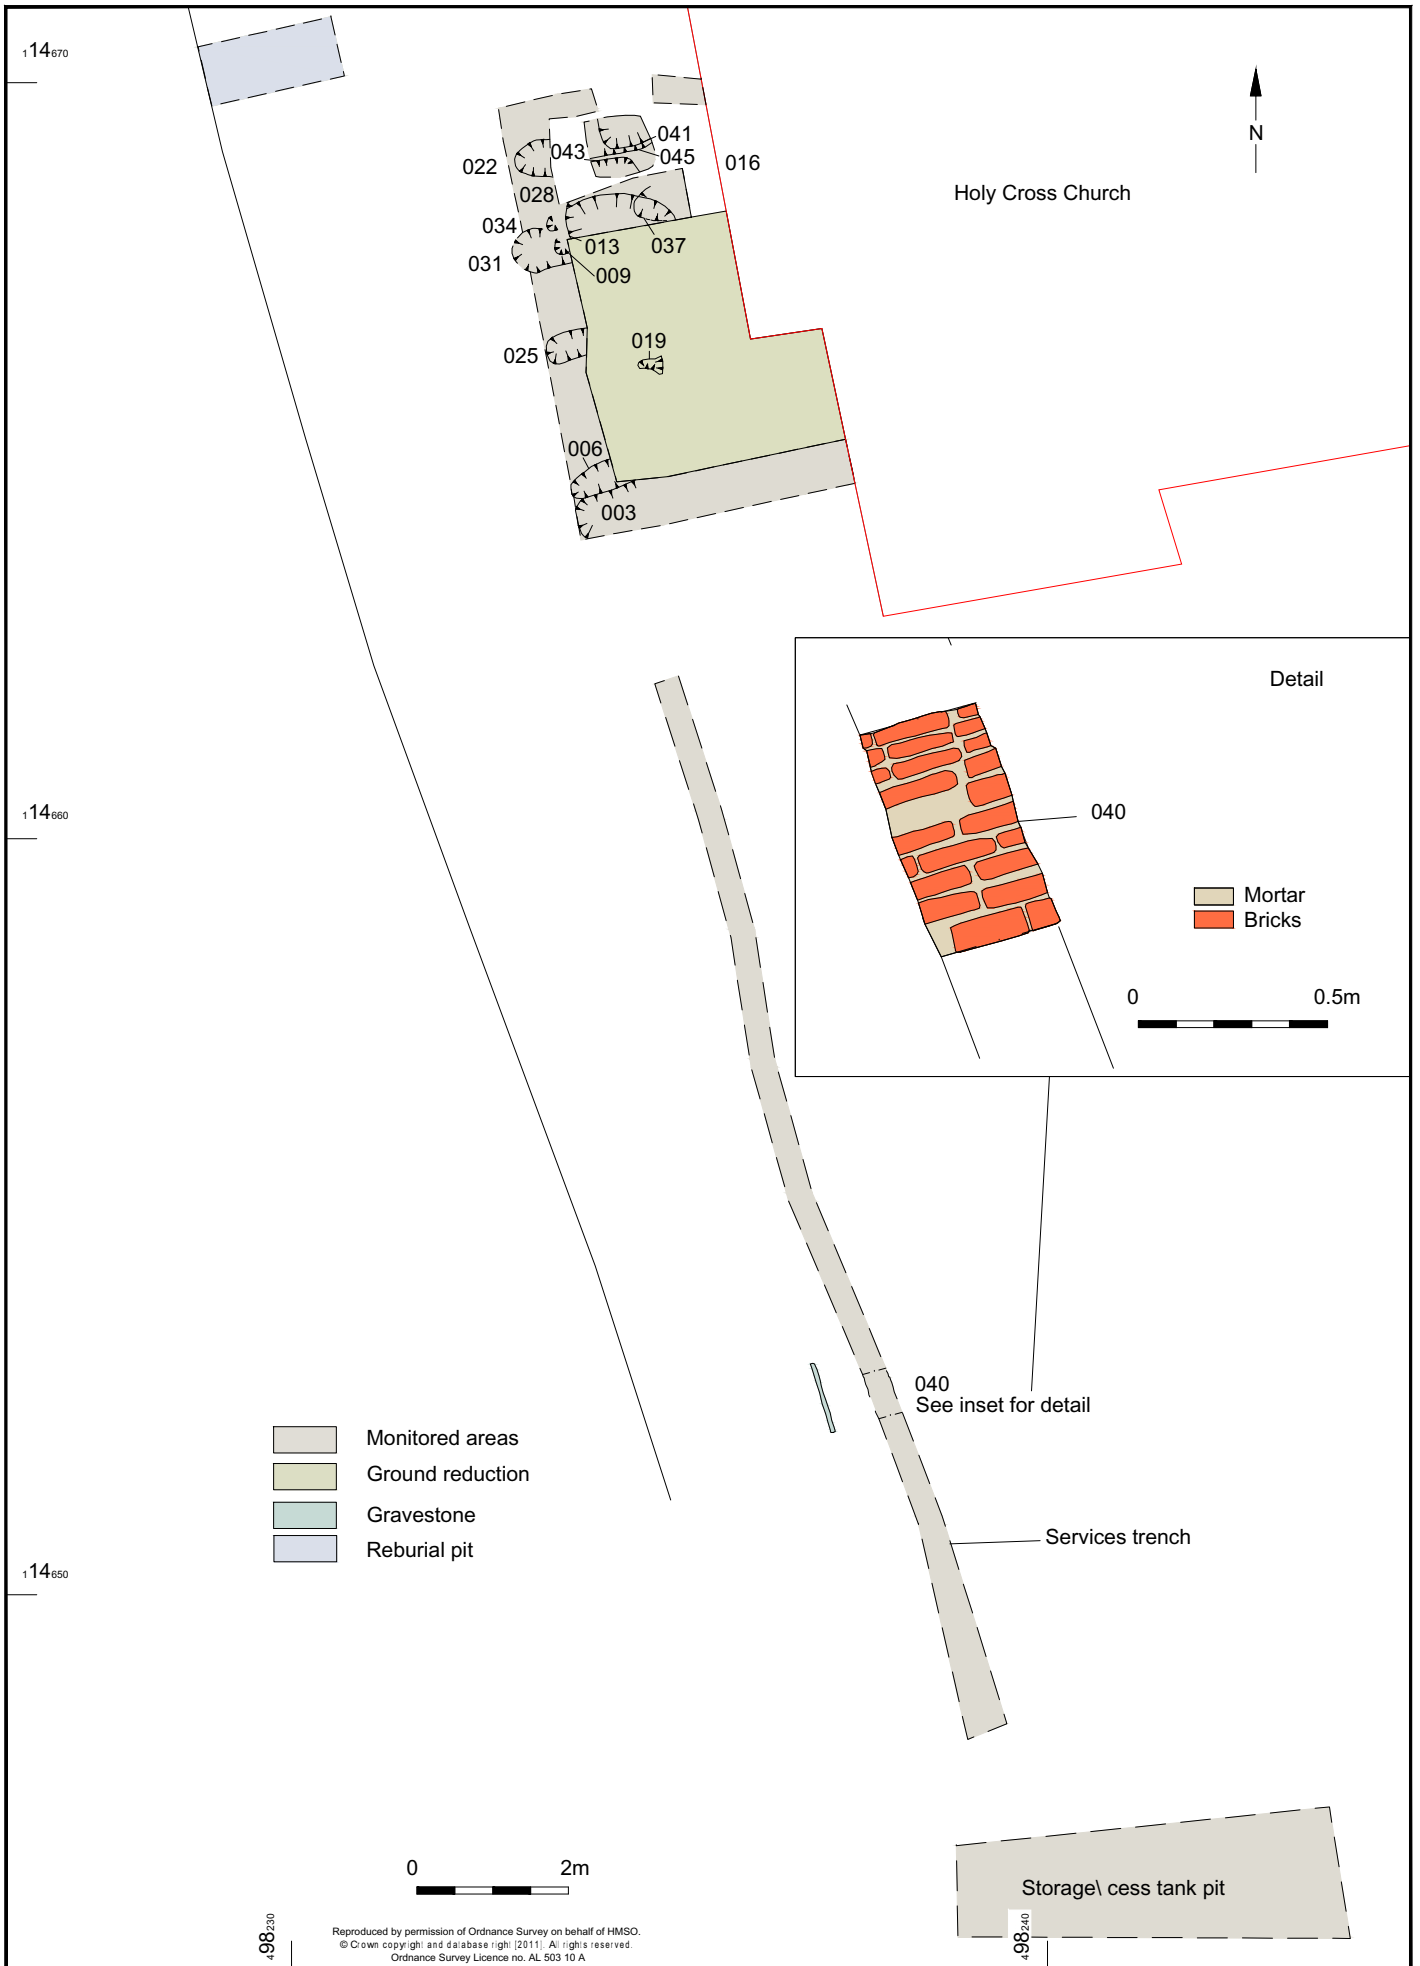 114670
041
043
045
022
016
Holy Cross Church
N
028
034
013
037
031
009
019
025
006
003
Detail
114660
040
Mortar
Bricks
0
0.5m
040
See inset for detail
Monitored areas
Ground reduction
Gravestone
Reburial pit
Services trench
114650
0
2m
Storage\ cess tank pit
498230
498240
Reproduced by permission of Ordnance Survey on behalf of HMSO.
© Crown copyright and database right [2011]. All rights reserved.
Ordnance Survey Licence no. AL 503 10 A